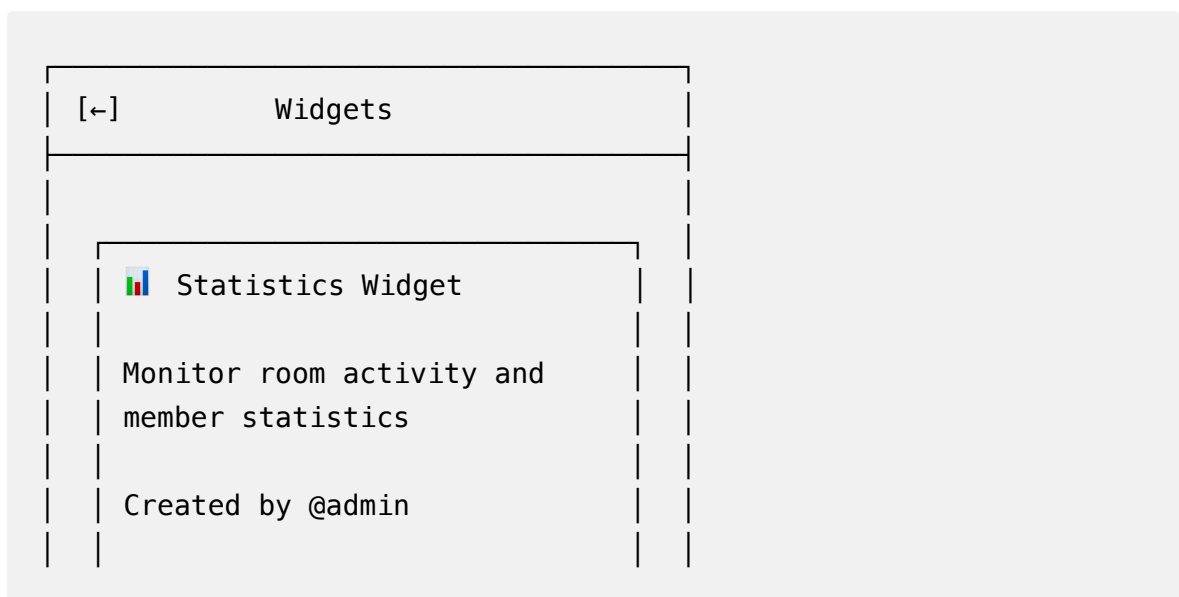 [←] Widgets
📊 Statistics Widget
Monitor room activity and
member statistics
Created by @admin